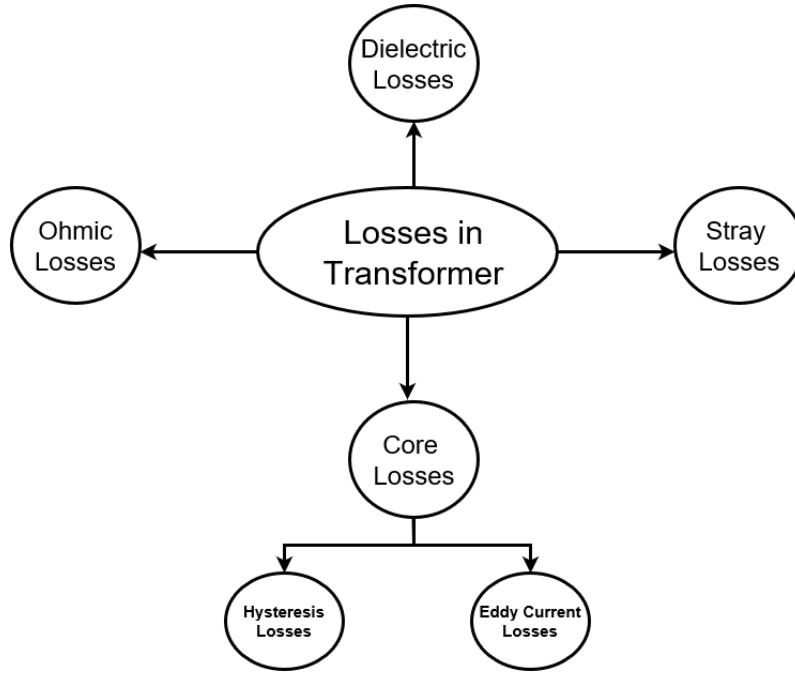 Dielectric
Losses
Ohmic
Losses
Losses in
Transformer
Stray
Losses
Core
Losses
Hysteresis
Losses
Eddy Current
Losses